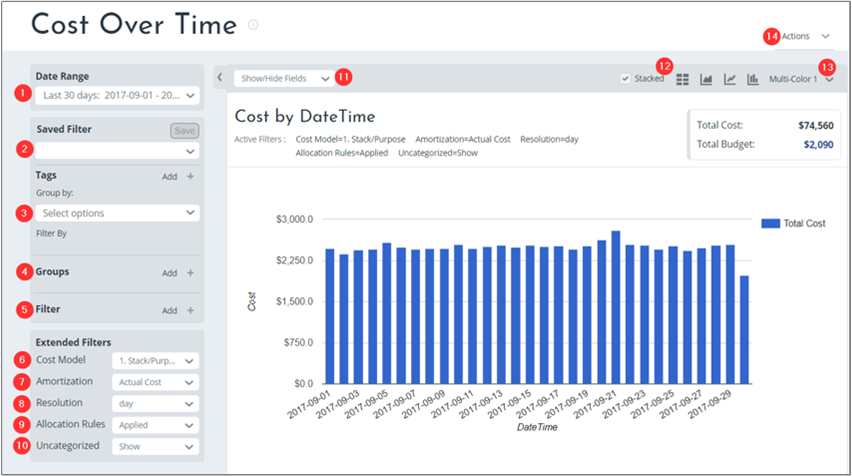 Cost Over Time
14 Actions
Date Range
1 Last 30 days: 2017-09-01 - 20...
Saved Filter Save
2
Tags Add +
Group by:
3 Select options
Filter By
4 Groups Add +
5 Filter Add +
Extended Filters
6 Cost Model 1. Stack/Purp...
7 Amortization Actual Cost
8 Resolution day
9 Allocation Rules Applied
10 Uncategorized Show
Show/Hide Fields 11
Stacked 12 Multi-Color 1 13
Cost by DateTime
Active Filters : Cost Model=1. Stack/Purpose Amortization=Actual Cost Resolution=day
Allocation Rules=Applied Uncategorized=Show
Total Cost: $74,560
Total Budget: $2,090
$3,000.0
$2,250.0
$1,500.0
$750.0
$0.0
Cost
Total Cost
2017-09-01
2017-09-03
2017-09-05
2017-09-07
2017-09-09
2017-09-11
2017-09-13
2017-09-15
2017-09-17
2017-09-19
2017-09-21
2017-09-23
2017-09-25
2017-09-27
2017-09-29
DateTime